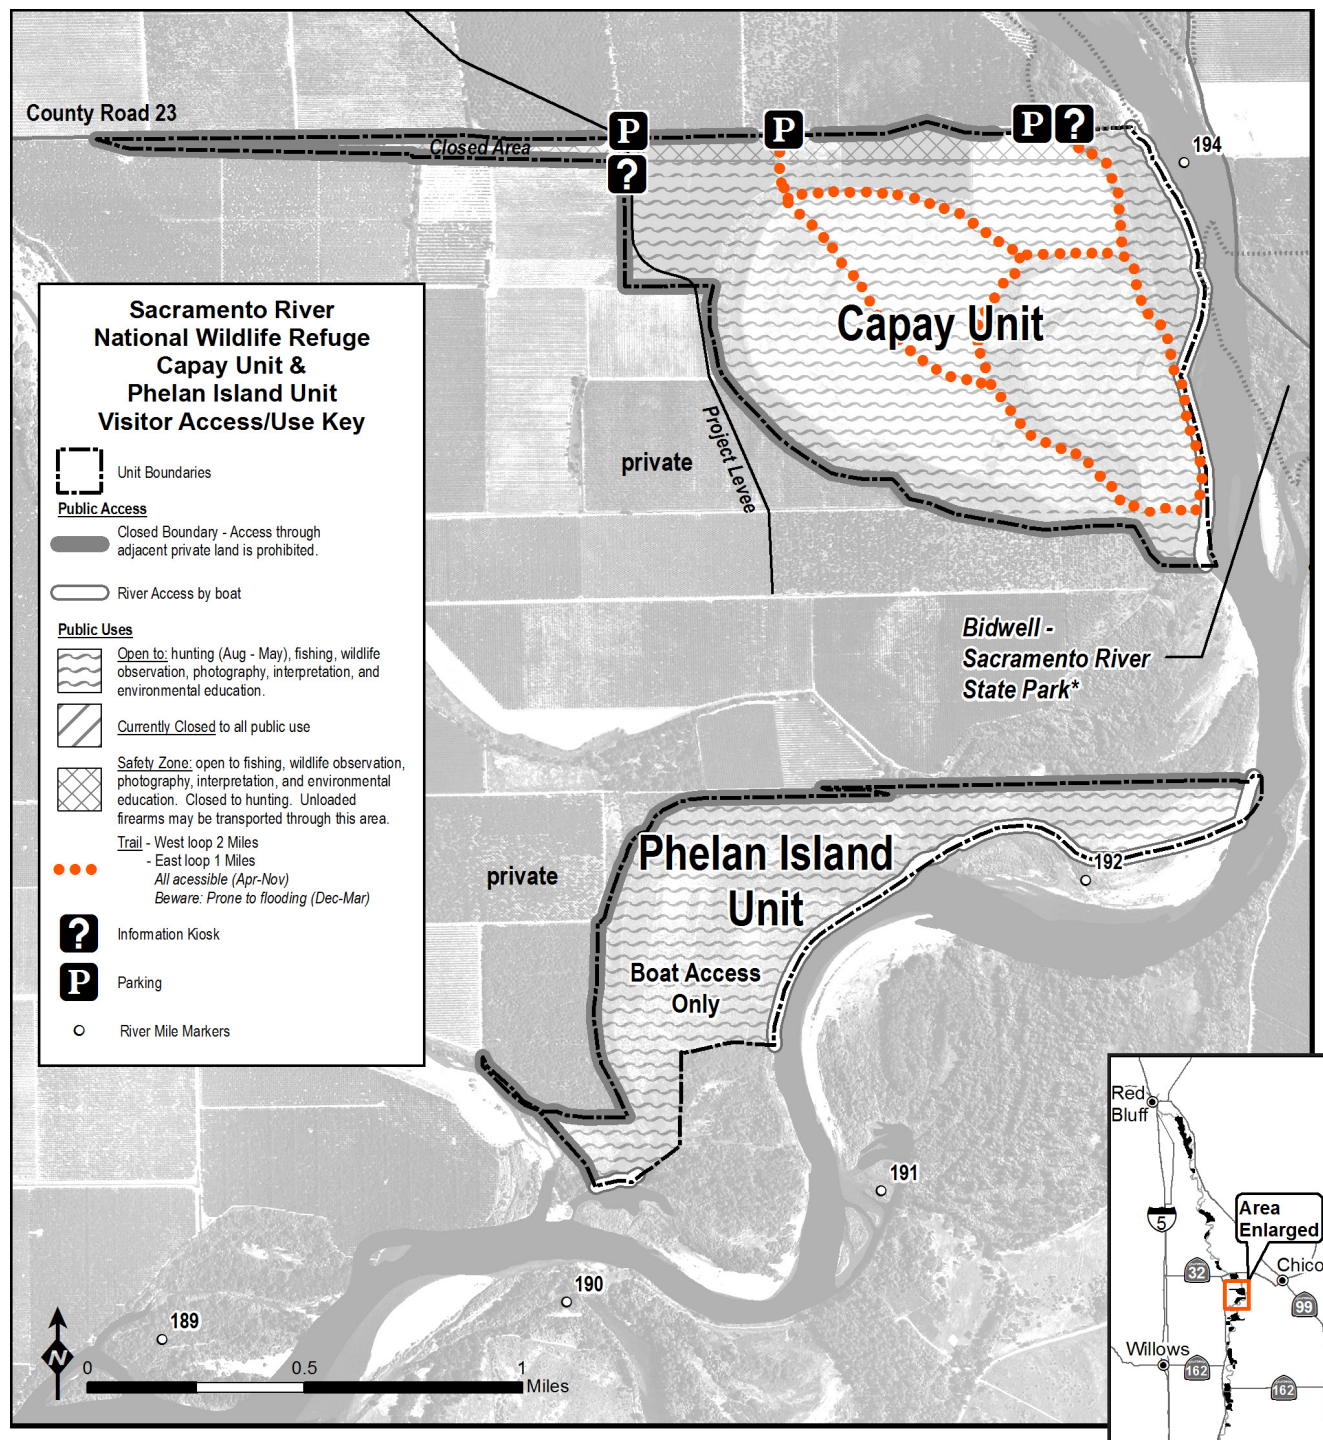 County Road 23
P
P
P
?
Closed Area
?
194
Sacramento River
National Wildlife Refuge
Capay Unit &
Phelan Island Unit
Visitor Access/Use Key
Unit Boundaries
Public Access
Closed Boundary - Access through
adjacent private land is prohibited.
River Access by boat
Public Uses
Open to: hunting (Aug - May), fishing, wildlife
observation, photography, interpretation, and
environmental education.
Currently Closed to all public use
Safety Zone: open to fishing, wildlife observation,
photography, interpretation, and environmental
education. Closed to hunting. Unloaded
firearms may be transported through this area.
Trail - West loop 2 Miles
- East loop 1 Miles
All acessible (Apr-Nov)
Beware: Prone to flooding (Dec-Mar)
?
Information Kiosk
P
Parking
River Mile Markers
Capay Unit
private
Project Levee
Bidwell -
Sacramento River
State Park*
Phelan Island
Unit
192
private
Boat Access
Only
191
190
189
N
0
0.5
1
Miles
Red
Bluff
5
Area
Enlarged
32
Chico
99
Willows
162
162